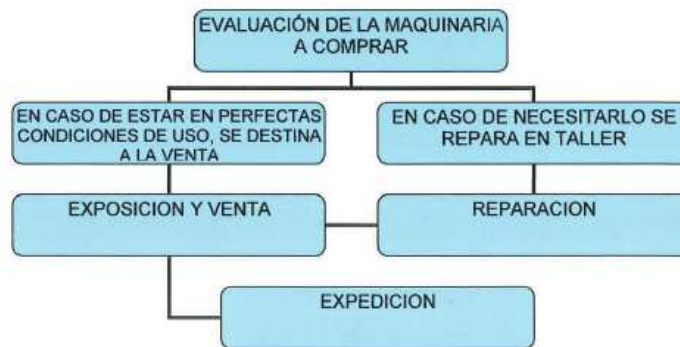 EVALUACIÓN DE LA MAQUINARIA
A COMPRAR
EN CASO DE ESTAR EN PERFECTAS
CONDICIONES DE USO, SE DESTINA
A LA VENTA
EN CASO DE NECESITARLO SE
REPARA EN TALLER
EXPOSICION Y VENTA
REPARACION
EXPEDICION